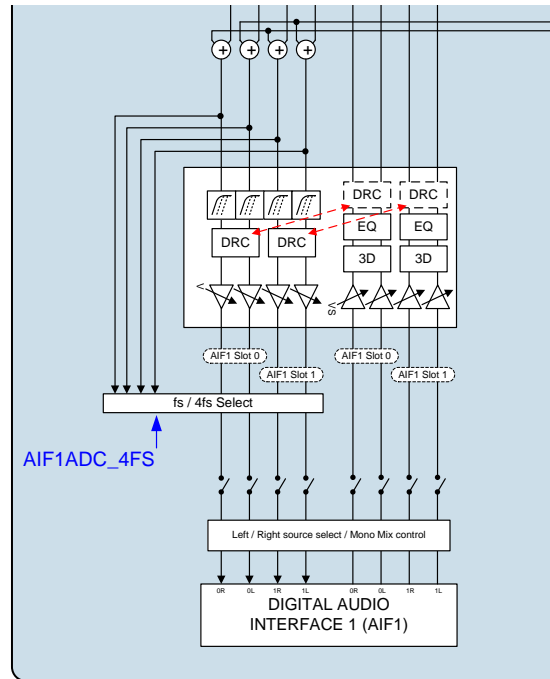 + + + +
DRC DRC
EQ EQ
DRC DRC
3D 3D
V
VS
AIF1 Slot 0 AIF1 Slot 0
AIF1 Slot 1 AIF1 Slot 1
fs / 4fs Select
AIF1ADC_4FS
Left / Right source select / Mono Mix control
0R 0L 1R 1L 0R 0L 1R 1L
DIGITAL AUDIO
INTERFACE 1 (AIF1)